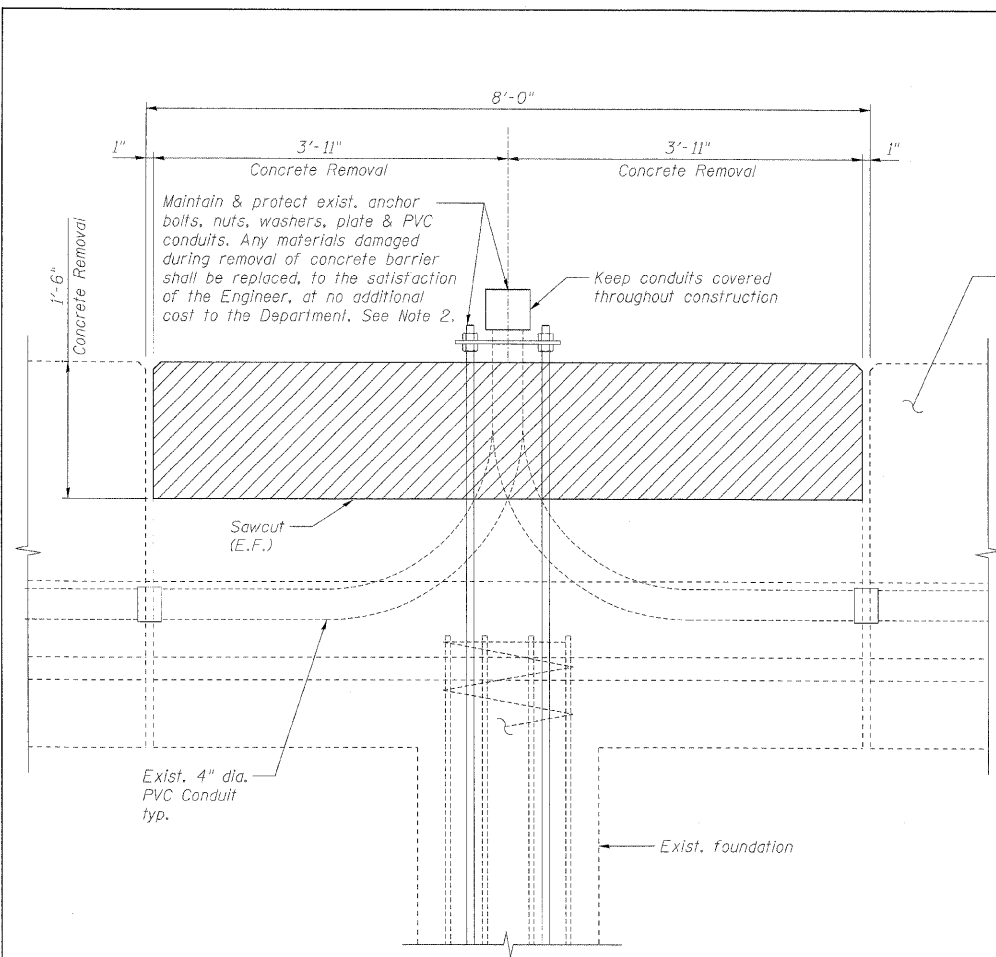 8'-0"
1"
3'-11"
3'-11"
1"
Concrete Removal
Concrete Removal
Maintain & protect exist. anchor
bolts, nuts, washers, plate & PVC
conduits. Any materials damaged
during removal of concrete barrier
shall be replaced, to the satisfaction
of the Engineer, at no additional
cost to the Department. See Note 2.
1'-6"
Concrete Removal
Keep conduits covered
throughout construction
Sawcut
(E.F.)
Exist. 4" dia.
PVC Conduit
typ.
Exist. foundation